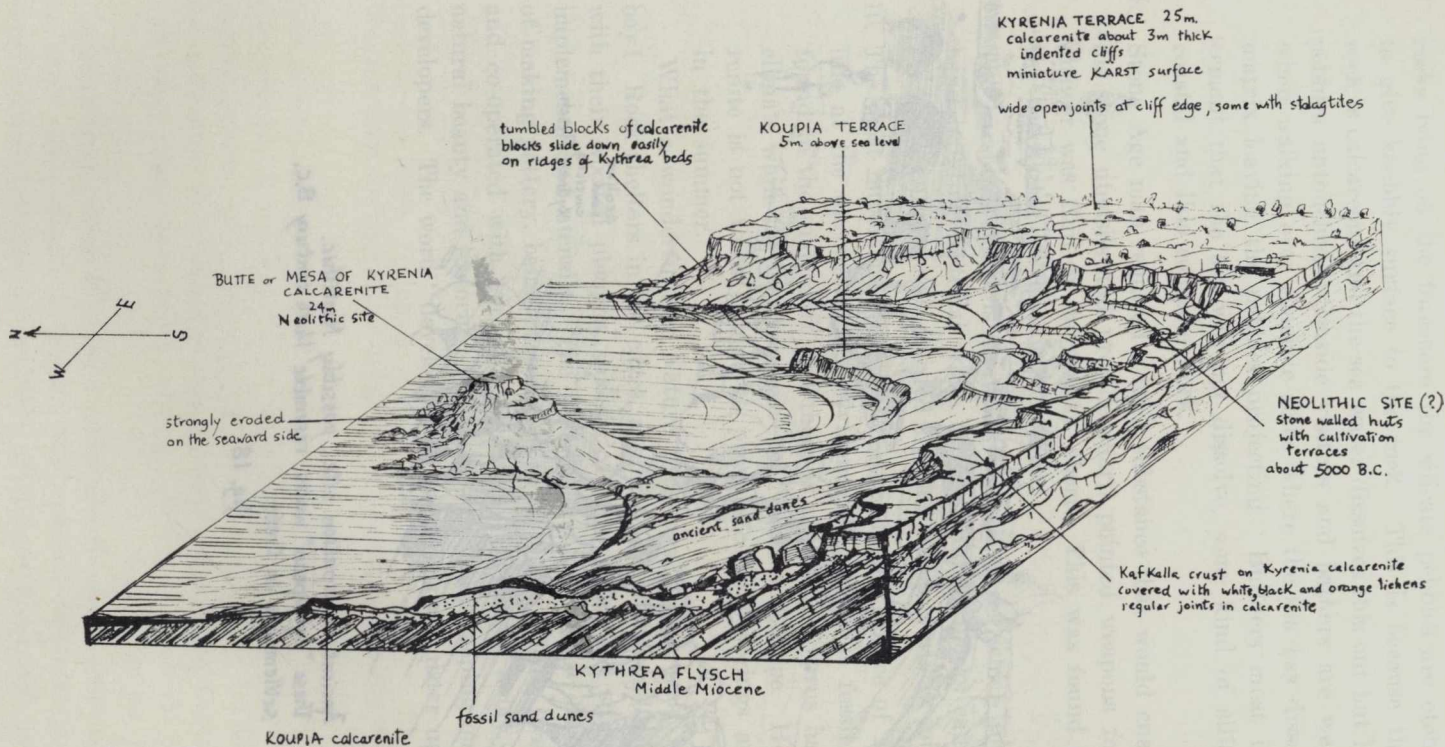 KYRENIA TERRACE 25m.
calcarenite about 3m thick
indented cliffs
miniature KARST surface
wide open joints at cliff edge, some with stalagtites
tumbled blocks of calcarenite
blocks slide down easily
on ridges of Kythrea beds
KOUPIA TERRACE
5m. above sea level
BUTTE or MESA OF KYRENIA
CALCARENITE
24m
Neolithic site
N
E
S
W
strongly eroded
on the seaward side
NEOLITHIC SITE (?)
stone walled huts
with cultivation
terraces
about 5000 B.C.
ancient sand dunes
Kafkalla crust on Kyrenia calcarenite
covered with white, black and orange lichens
regular joints in calcarenite
KYTHREA FLYSCH
Middle Miocene
fossil sand dunes
KOUPIA calcarenite